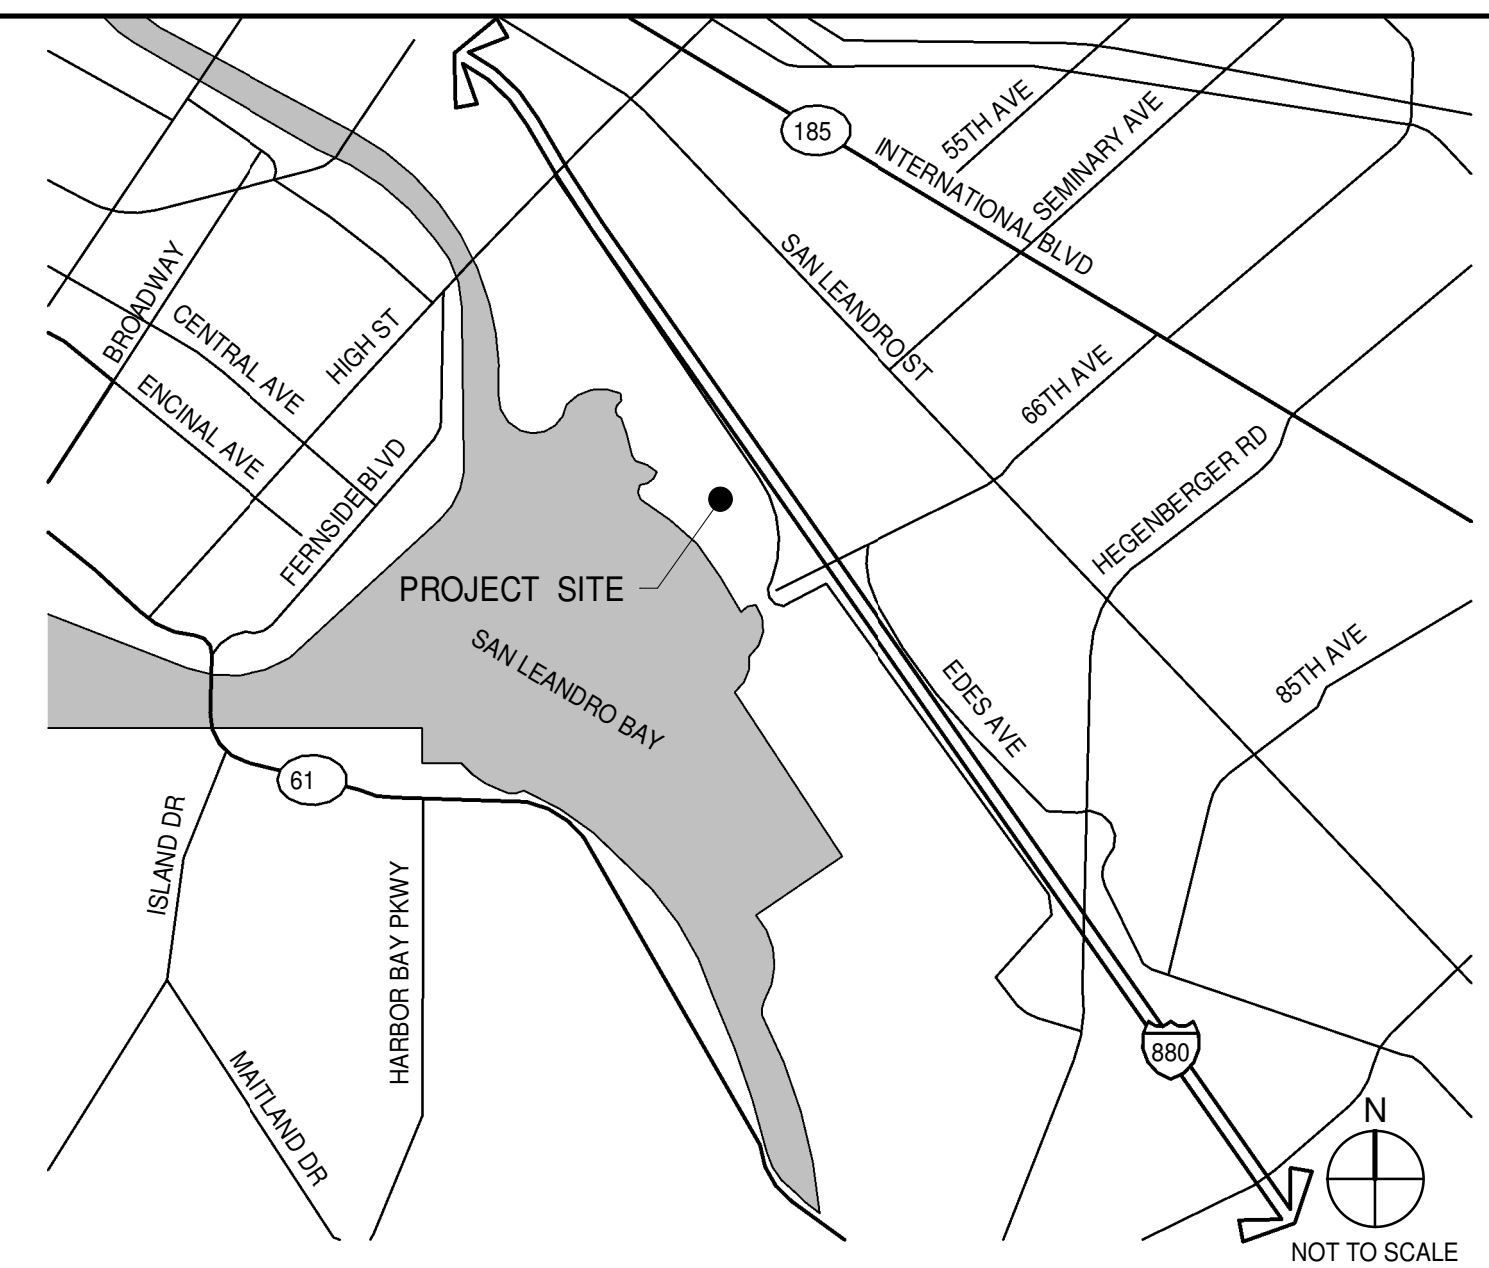 185
55TH AVE
SEMINARY AVE
INTERNATIONAL BLVD
SAN LEANDRO ST
BROADWAY
CENTRAL AVE
HIGH ST
ENCINAL AVE
66TH AVE
FERNSIDE BLVD
HEGENBERGER RD
PROJECT SITE
SAN LEANDRO BAY
EDES AVE
85TH AVE
61
ISLAND DR
HARBOR BAY PKWY
MAITLAND DR
880
N
NOT TO SCALE